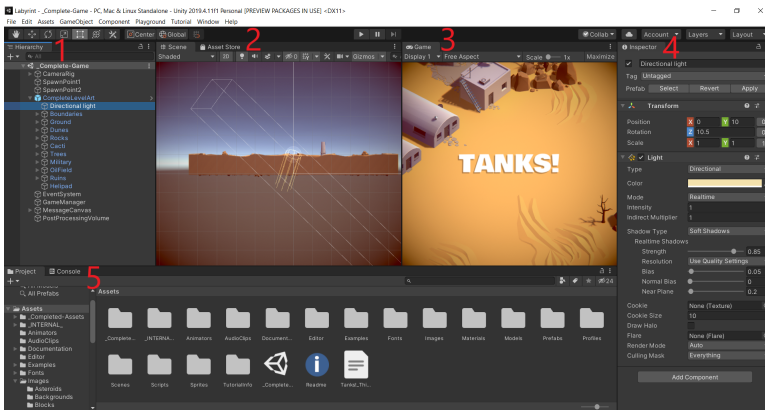 Labyrint - _Complete-Game - PC, Mac & Linux Standalone - Unity 2019.4.11f1 Personal [PREVIEW PACKAGES IN USE] <DX11>
File Edit Assets GameObject Component Playground Tutorial Window Help
Center Global Collab Account Layers Layout
1 2 3 4
Hierarchy
All
_Complete-Game
CameraRig
SpawnPoint1
SpawnPoint2
CompleteLevelArt
Directional light
Boundaries
Ground
Dunes
Rocks
Cacti
Trees
Military
OilField
Ruins
Helipad
EventSystem
GameManager
MessageCanvas
PostProcessingVolume
Scene Asset Store
Shaded 2D 0 Gizmos
Game
Display 1 Free Aspect Scale 1x Maximize
TANKS!
Inspector
Directional light
Tag Untagged
Prefab Select Revert Apply
Transform
Position X 0 Y 10
Rotation Z 10.5
Scale X 1 Y 1
Light
Type Directional
Color
Mode Realtime
Intensity 1
Indirect Multiplier 1
Shadow Type Soft Shadows
Realtime Shadows
Strength 0.85
Resolution Use Quality Settings
Bias 0.05
Normal Bias 0
Near Plane 0.2
Cookie None (Texture)
Cookie Size 10
Draw Halo
Flare None (Flare)
Render Mode Auto
Culling Mask Everything
Add Component
5
Project Console
24
All Prefabs
Assets
_Completed-Assets
_INTERNAL_
Animators
AudioClips
Documentation
Editor
Examples
Fonts
Images
Asteroids
Backgrounds
Blocks
Assets
_Complete... _INTERNA... Animators AudioClips Document... Editor Examples Fonts Images Materials Models Prefabs Profiles
Scenes Scripts Sprites TutorialInfo _Complete... Readme Tanks!_Thi...